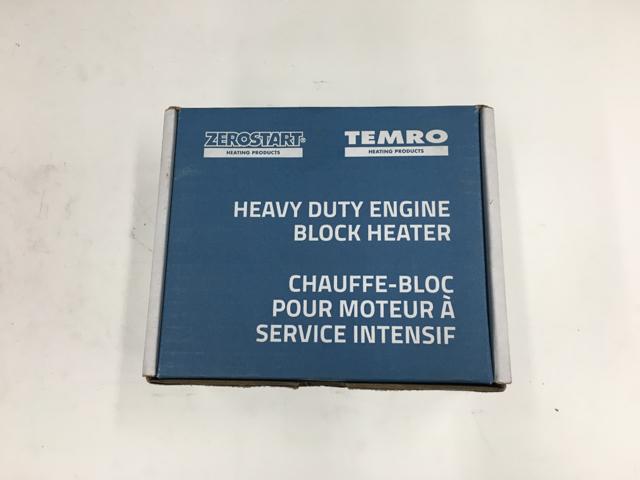 ZEROSTART® TEMRO
HEATING PRODUCTS HEATING PRODUCTS
HEAVY DUTY ENGINE
BLOCK HEATER
CHAUFFE-BLOC
POUR MOTEUR À
SERVICE INTENSIF